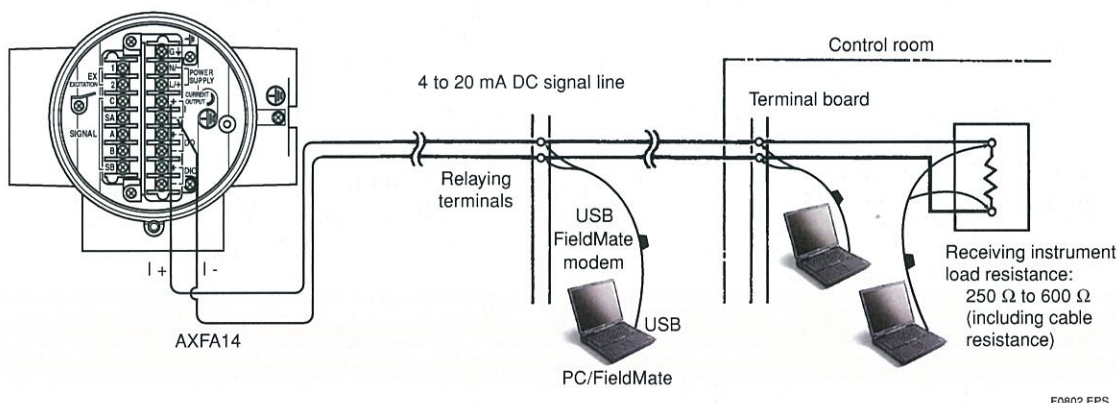 Control room
4 to 20 mA DC signal line
Terminal board
EX
EXCITATION
SIGNAL
1
2
C
SA
A
B
SB
G
N/-
L/+
+
-
+
-
+
-
POWER
SUPPLY
CURRENT
OUTPUT
I
DO
DIO
I +
I -
AXFA14
Relaying
terminals
USB
FieldMate
modem
USB
PC/FieldMate
Receiving instrument
load resistance:
250 Ω to 600 Ω
(including cable
resistance)
F0802.EPS